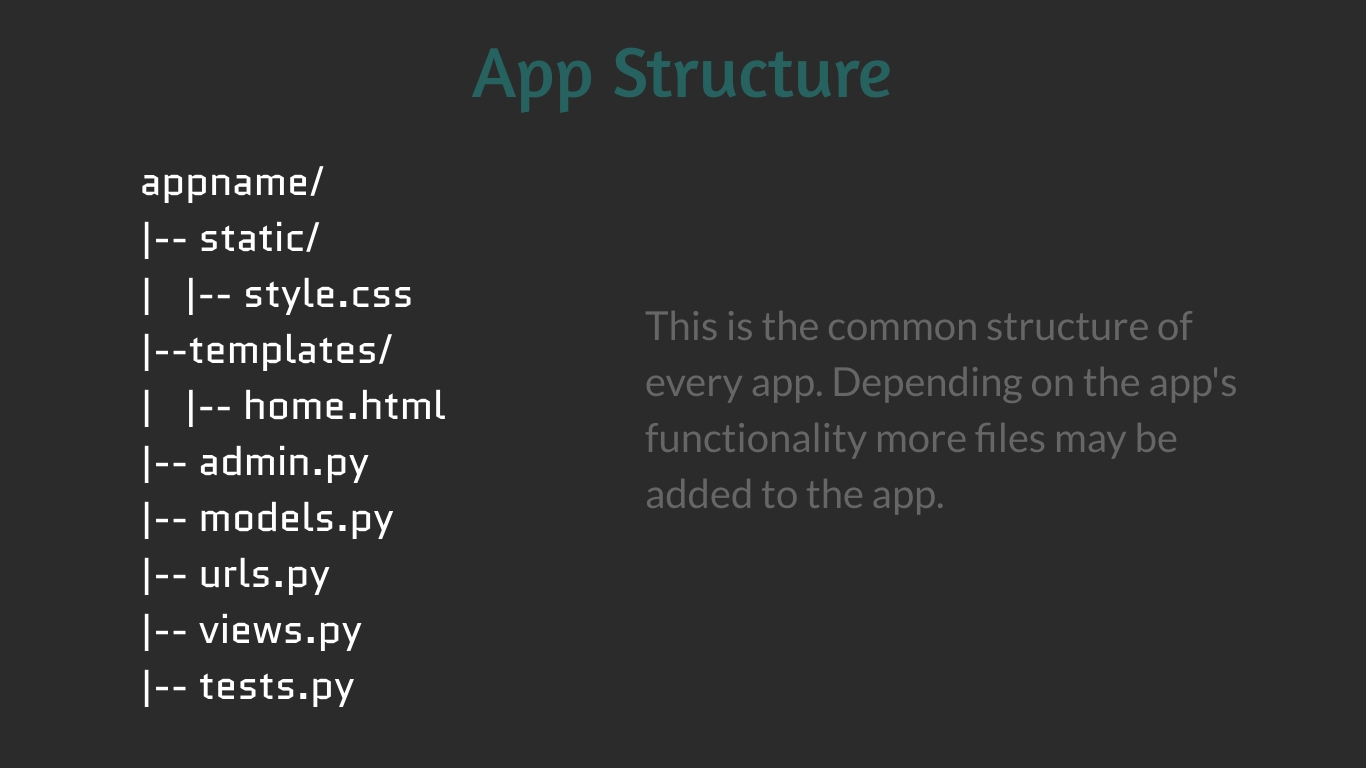 App Structure
appname/
|-- static/
|   |-- style.css
|--templates/
|   |-- home.html
|-- admin.py
|-- models.py
|-- urls.py
|-- views.py
|-- tests.py
This is the common structure of
every app. Depending on the app's
functionality more files may be
added to the app.